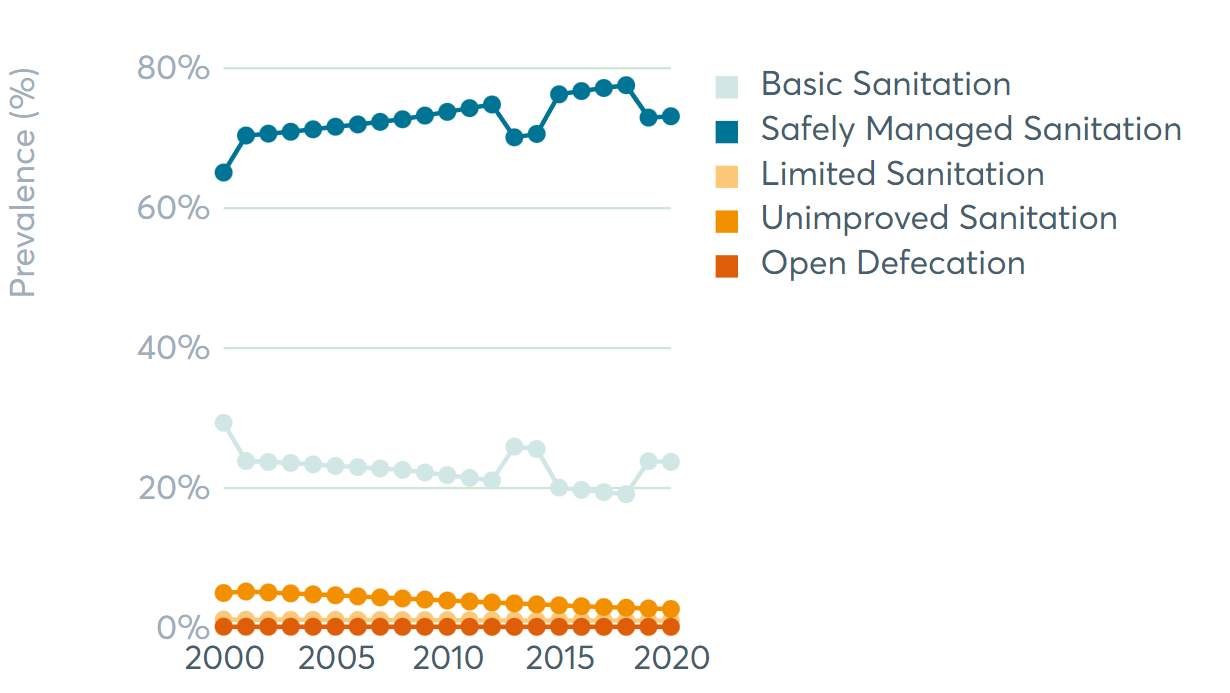 Prevalence (%)
80%
60%
40%
20%
0%
2000 2005 2010 2015 2020
Basic Sanitation
Safely Managed Sanitation
Limited Sanitation
Unimproved Sanitation
Open Defecation